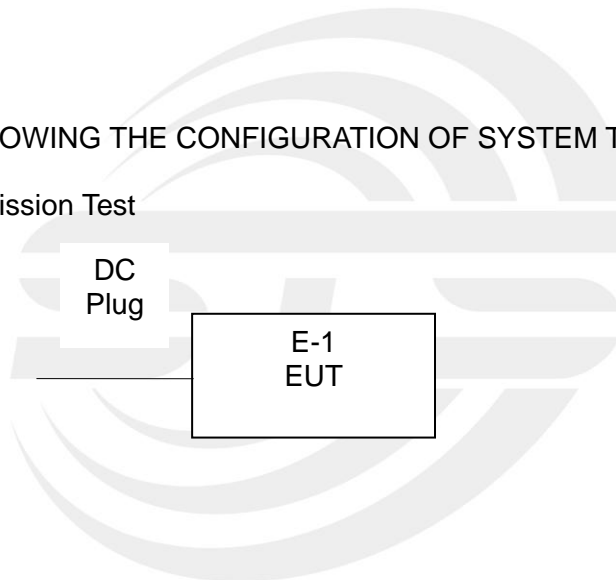 OWING THE CONFIGURATION OF SYSTEM T
ission Test
DC
Plug
E-1
EUT